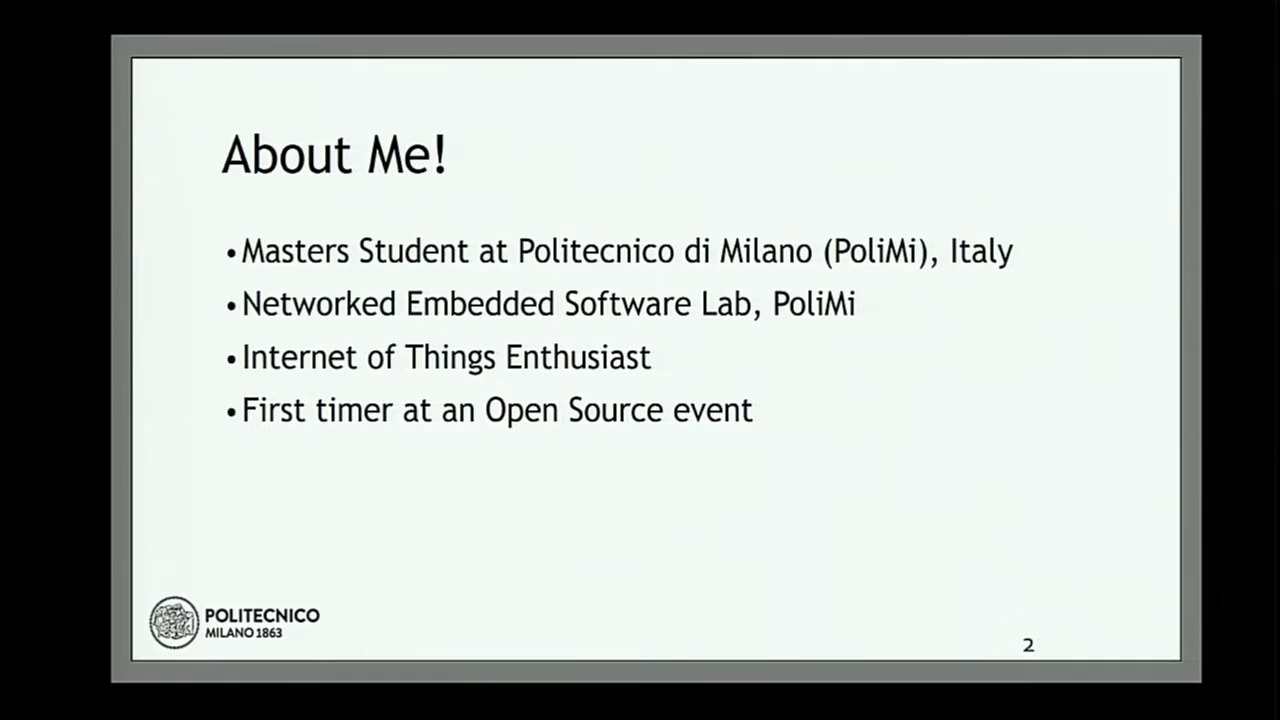 About Me!
•Masters Student at Politecnico di Milano (PoliMi), Italy
•Networked Embedded Software Lab, PoliMi
•Internet of Things Enthusiast
•First timer at an Open Source event
POLITECNICO
MILANO 1863
2